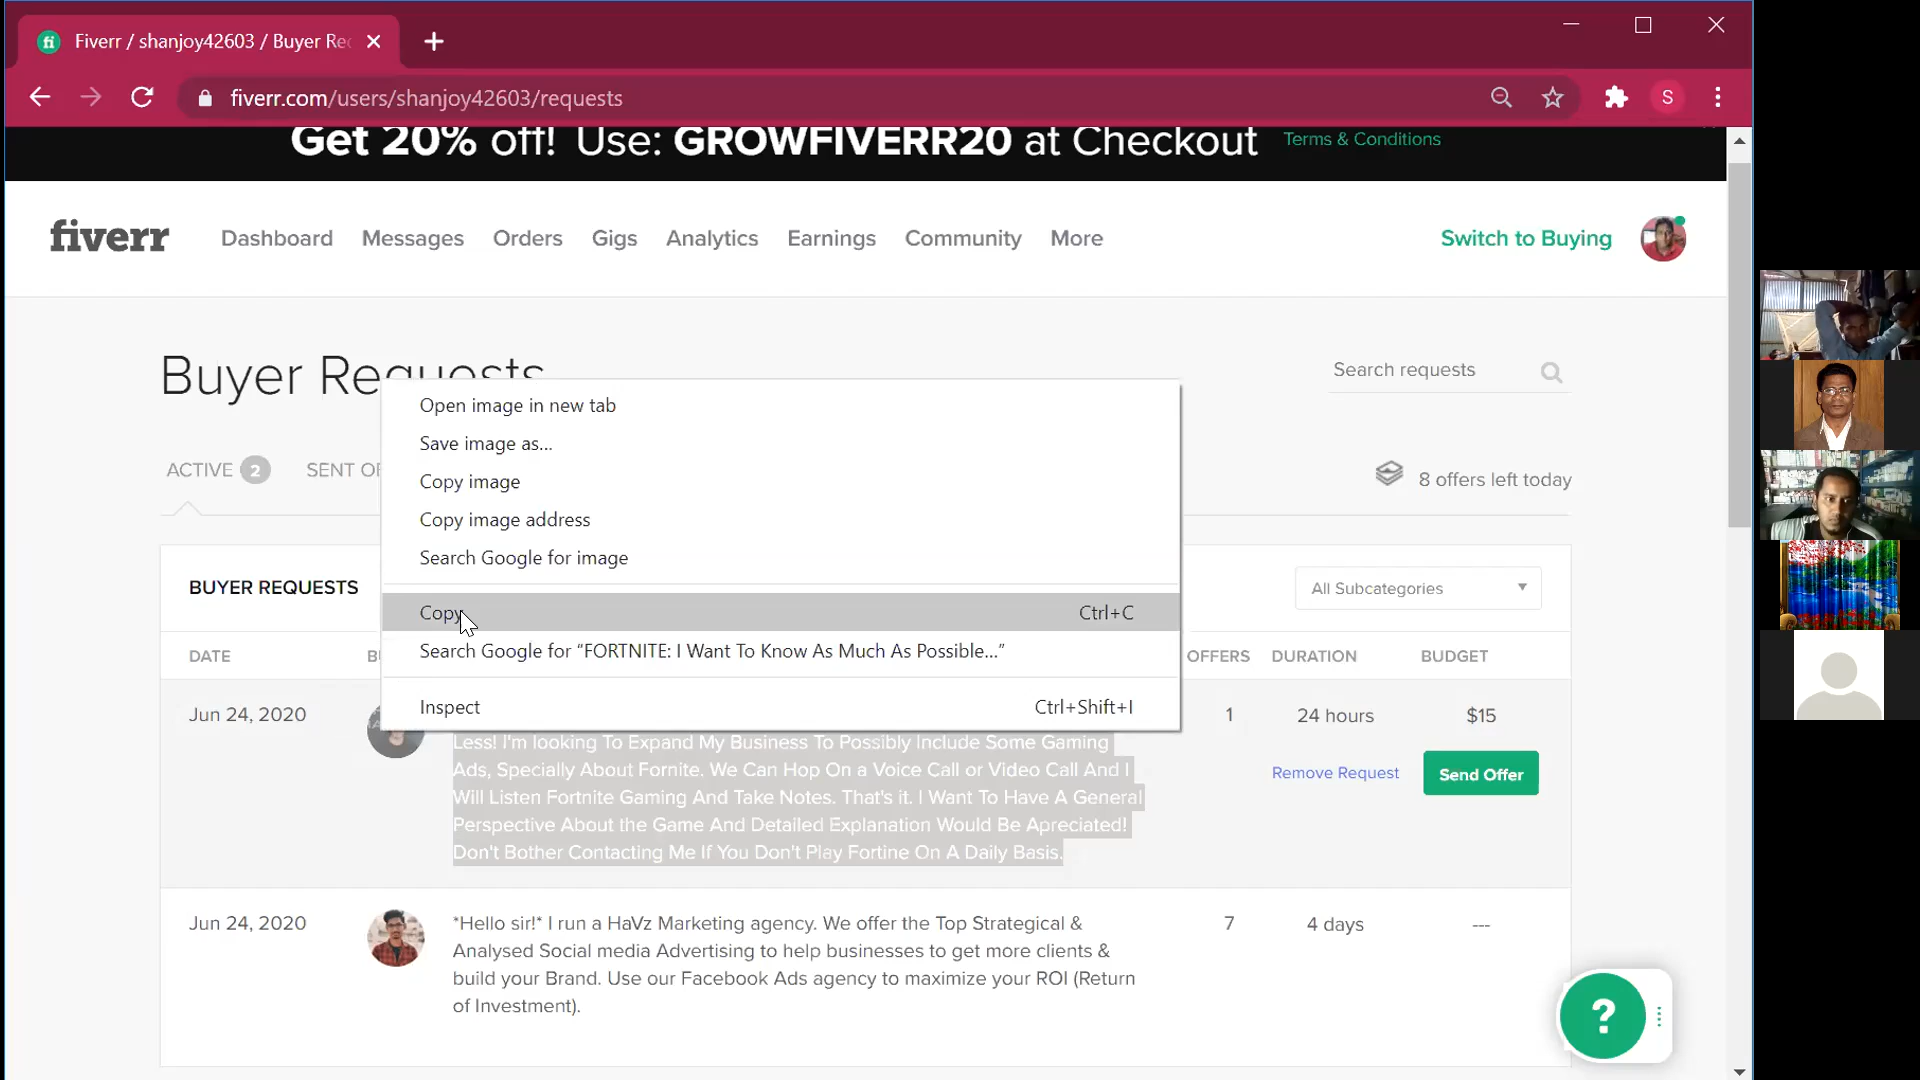 Fiverr / shanjoy42603 / Buyer Re
fiverr.com/users/shanjoy42603/requests
S
Get 20% off! Use: GROWFIVERR20 at Checkout
Terms & Conditions
fiverr
Dashboard
Messages
Orders
Gigs
Analytics
Earnings
Community
More
Switch to Buying
Buyer Requests
Search requests
ACTIVE 2
SENT OF
8 offers left today
Open image in new tab
Save image as...
Copy image
Copy image address
Search Google for image
Copy Ctrl+C
Search Google for “FORTNITE: I Want To Know As Much As Possible...”
Inspect Ctrl+Shift+I
BUYER REQUESTS
All Subcategories
DATE
OFFERS
DURATION
BUDGET
Jun 24, 2020
Less! I'm looking To Expand My Business To Possibly Include Some Gaming
Ads, Specially About Fornite. We Can Hop On a Voice Call or Video Call And I
Will Listen Fortnite Gaming And Take Notes. That's it. I Want To Have A General
Perspective About the Game And Detailed Explanation Would Be Apreciated!
Don't Bother Contacting Me If You Don't Play Fortine On A Daily Basis.
1
24 hours
$15
Remove Request
Send Offer
Jun 24, 2020
*Hello sir!* I run a HaVz Marketing agency. We offer the Top Strategical &
Analysed Social media Advertising to help businesses to get more clients &
build your Brand. Use our Facebook Ads agency to maximize your ROI (Return
of Investment).
7
4 days
---
?